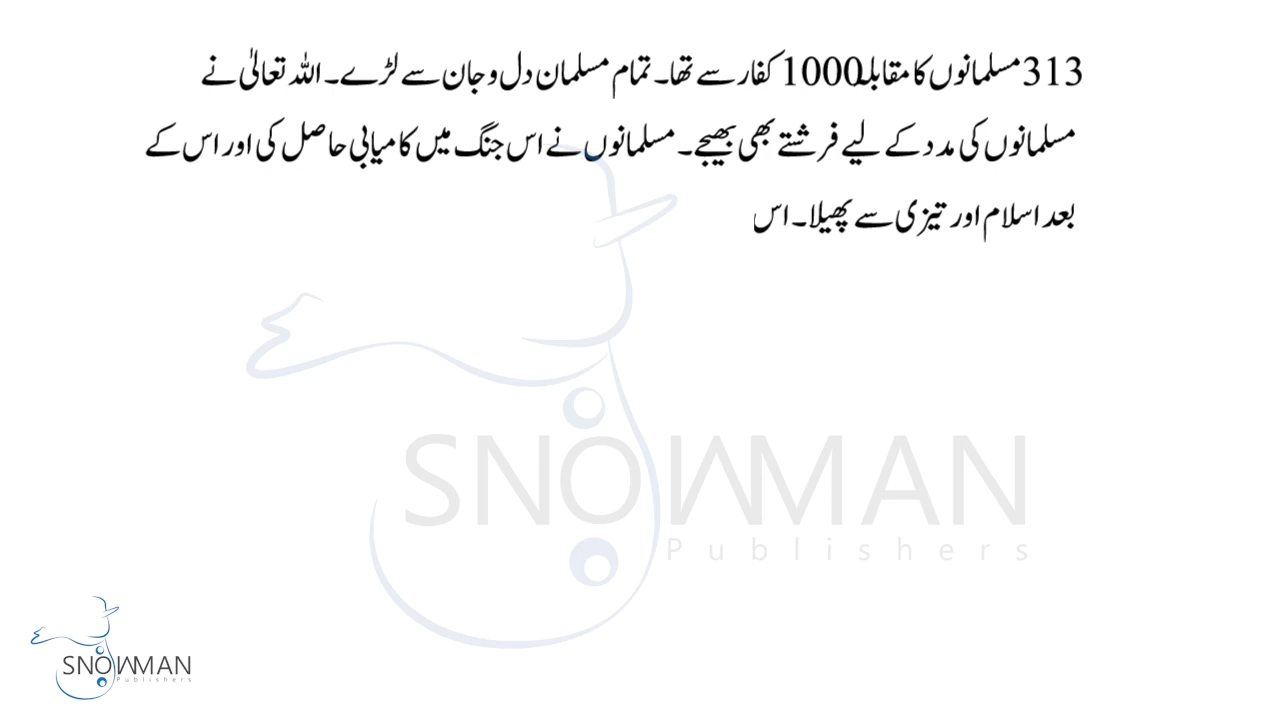 313 مسلمانوں کا مقابلہ 1000 کفار سے تھا۔ تمام مسلمان دل و جان سے لڑے۔ اللہ تعالیٰ نے
مسلمانوں کی مدد کے لیے فرشتے بھی بھیجے۔ مسلمانوں نے اس جنگ میں کامیابی حاصل کی اور اس کے
بعد اسلام اور تیزی سے پھیلا۔ اس
SNOWMAN
Publishers
SNOWMAN
Publishers